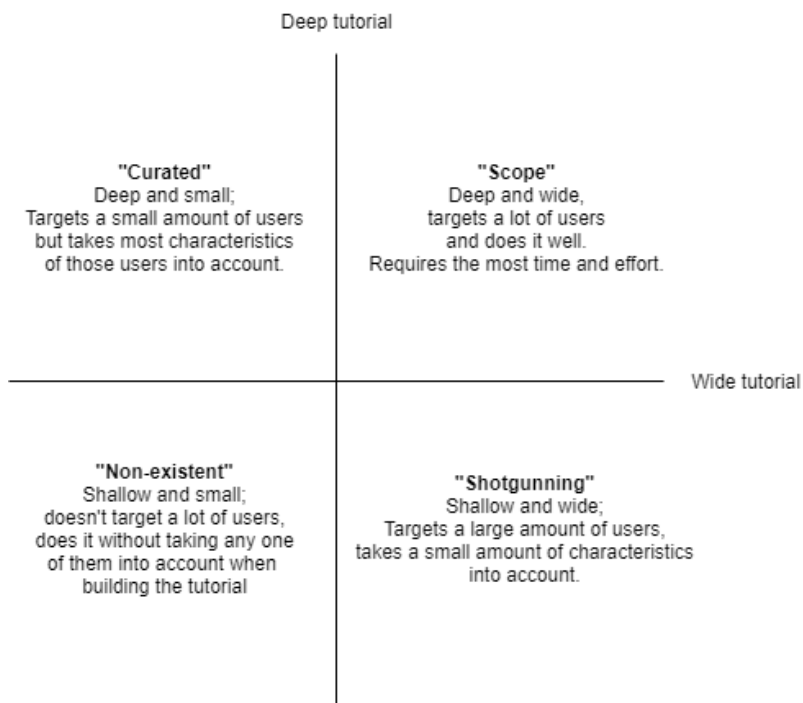 Deep tutorial
"Curated"
Deep and small;
Targets a small amount of users
but takes most characteristics
of those users into account.
"Scope"
Deep and wide,
targets a lot of users
and does it well.
Requires the most time and effort.
Wide tutorial
"Non-existent"
Shallow and small;
doesn't target a lot of users,
does it without taking any one
of them into account when
building the tutorial
"Shotgunning"
Shallow and wide;
Targets a large amount of users,
takes a small amount of characteristics
into account.